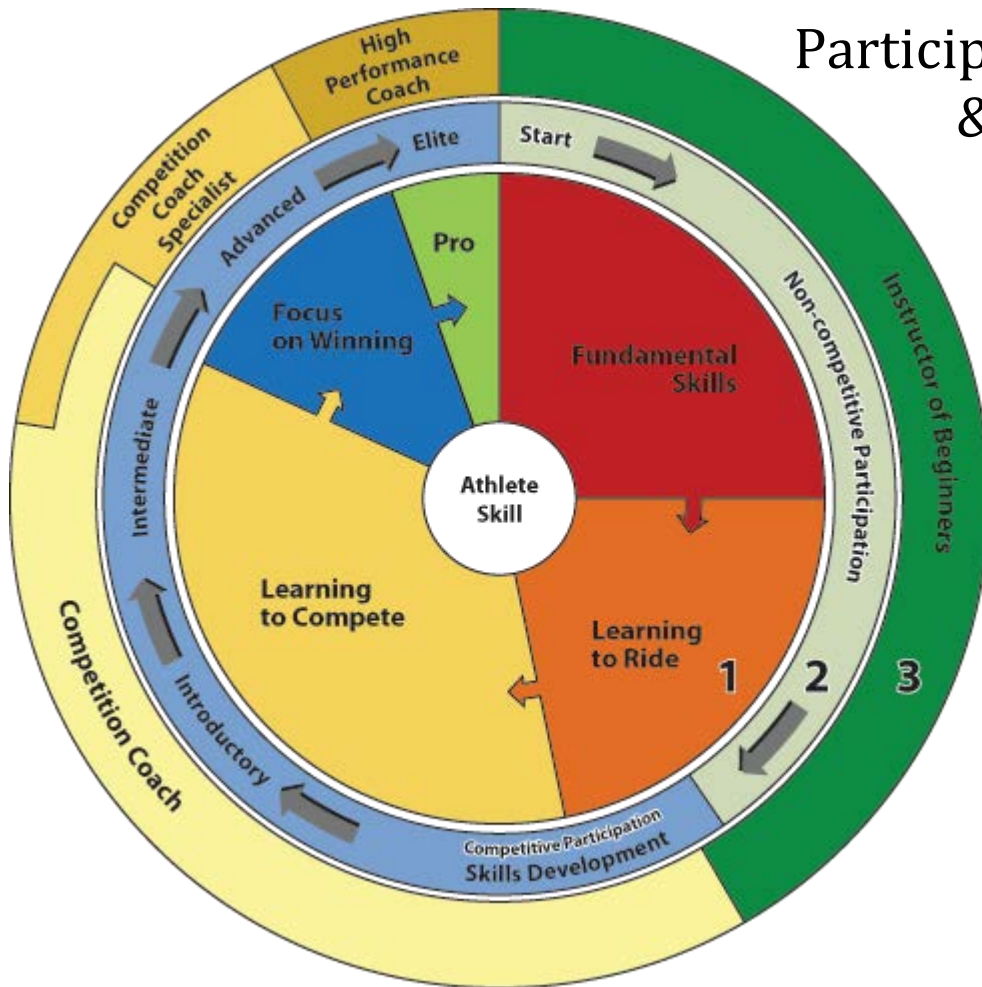 Particip
&
High
Performance
Coach
Competition
Coach
Specialist
Competition Coach
Instructor of Beginners
Start
Non-competitive Participation
Competitive Participation
Skills Development
Introductory
Intermediate
Advanced
Elite
Pro
Focus
on Winning
Fundamental
Skills
Athlete
Skill
Learning
to Compete
Learning
to Ride
1
2
3